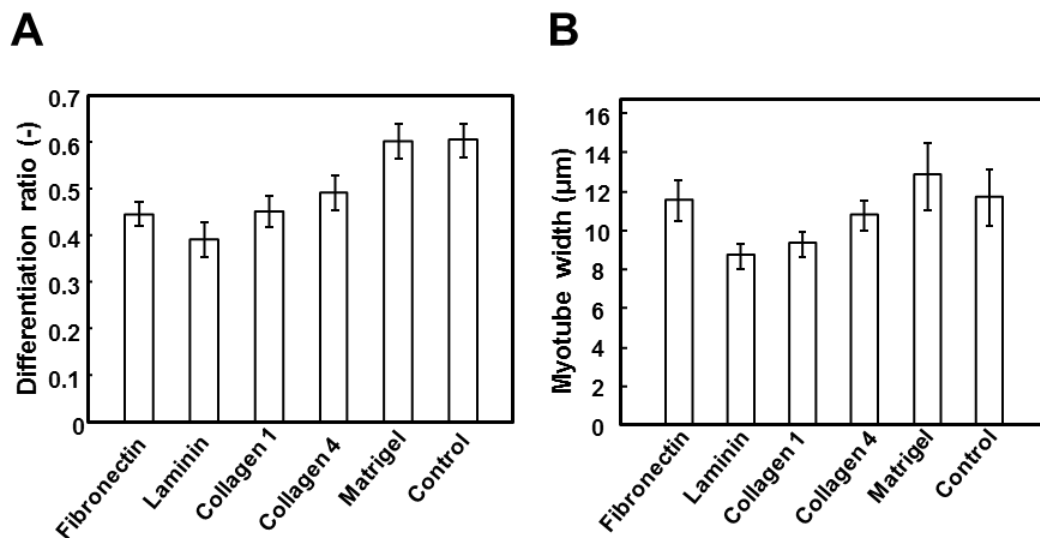 A
Differentiation ratio (-)
0.7
0.6
0.5
0.4
0.3
0.2
0.1
0
Fibronectin
Laminin
Collagen 1
Collagen 4
Matrigel
Control
B
Myotube width (μm)
16
14
12
10
8
6
4
2
0
Fibronectin
Laminin
Collagen 1
Collagen 4
Matrigel
Control